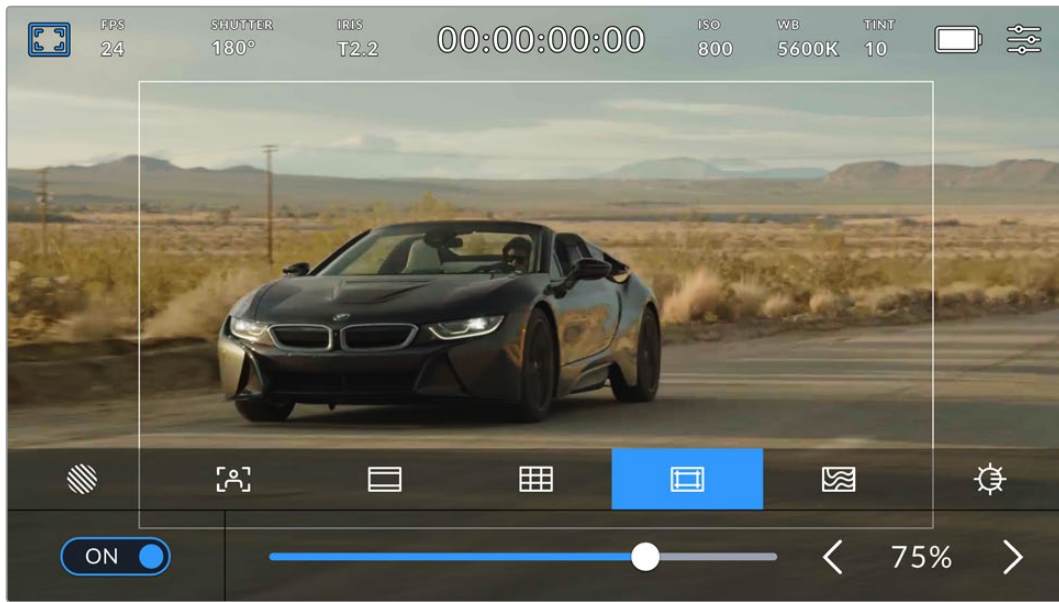 FPS SHUTTER IRIS ISO WB TINT
24 180° T2.2 00:00:00:00 800 5600K 10
ON 75%